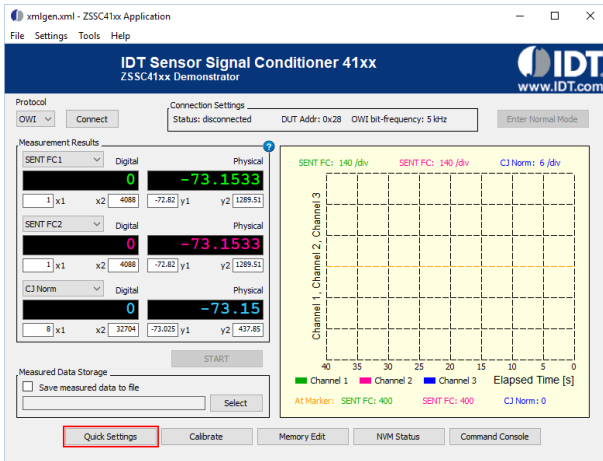 xmlgen.xml - ZSSC41xx Application
File Settings Tools Help
IDT Sensor Signal Conditioner 41xx
ZSSC41xx Demonstrator
IDT.
www.IDT.com
Protocol
OWI Connect
Connection Settings
Status: disconnected DUT Addr: 0x28 OWI bit-frequency: 5 kHz
Enter Normal Mode
Measurement Results
?
SENT FC1 Digital Physical
0 -73.1533
1 x1 x2 4088 -72.82 y1 y2 1289.51
SENT FC2 Digital Physical
0 -73.1533
1 x1 x2 4088 -72.82 y1 y2 1289.51
CJ Norm Digital Physical
0 -73.15
8 x1 x2 32704 -73.025 y1 y2 437.85
START
Measured Data Storage
Save measured data to file
Select
SENT FC: 140 /div SENT FC: 140 /div CJ Norm: 6 /div
Channel 1, Channel 2, Channel 3
40 35 30 25 20 15 10 5 0
Channel 1 Channel 2 Channel 3 Elapsed Time [s]
At Marker: SENT FC: 400 SENT FC: 400 CJ Norm: 0
Quick Settings Calibrate Memory Edit NVM Status Command Console